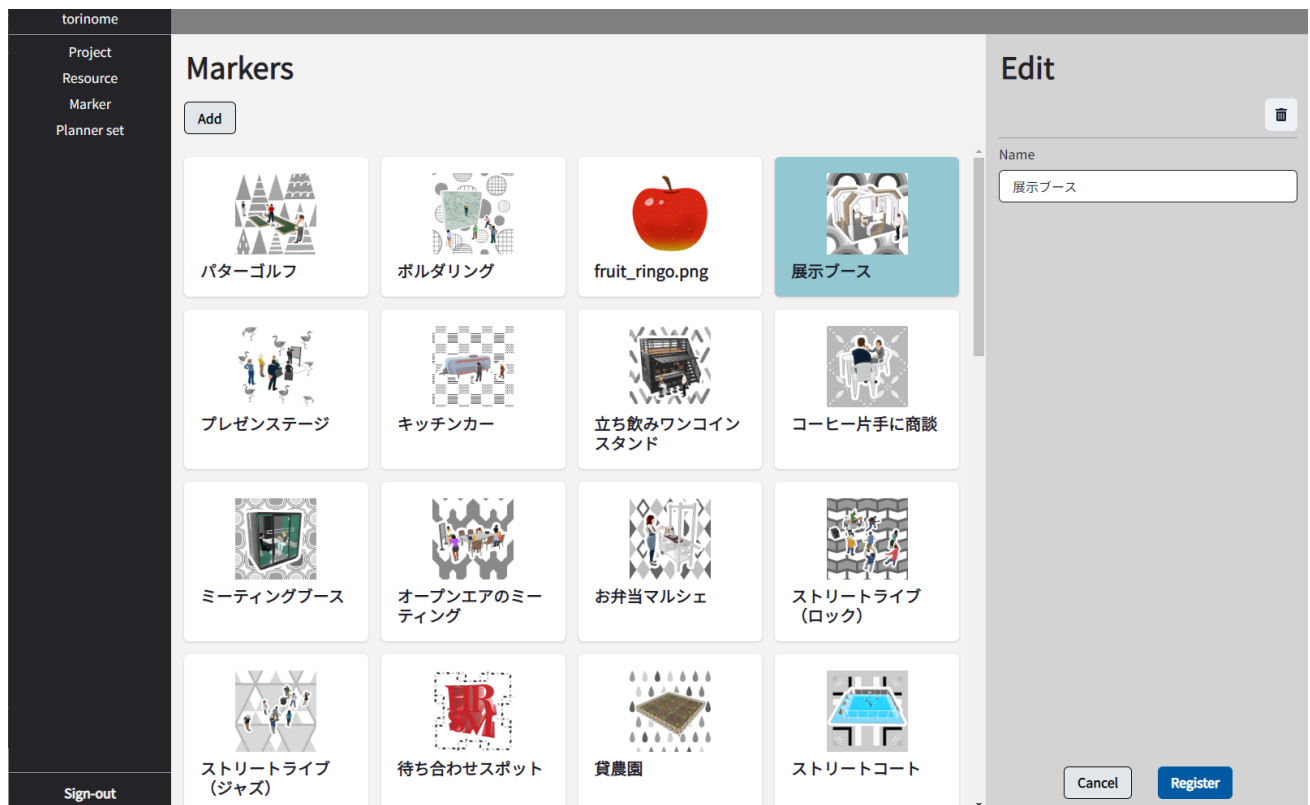 torinome
Project
Resource
Marker
Planner set
Sign-out
Markers
Add
パターゴルフ
ボルダリング
fruit_ringo.png
展示ブース
プレゼンステージ
キッチンカー
立ち飲みワンコイン
スタンド
コーヒー片手に商談
ミーティングブース
オープンエアのミー
ティング
お弁当マルシェ
ストリートライブ
（ロック）
ストリートライブ
（ジャズ）
HR
SM
待ち合わせスポット
貸農園
ストリートコート
Edit
Name
展示ブース
Cancel
Register